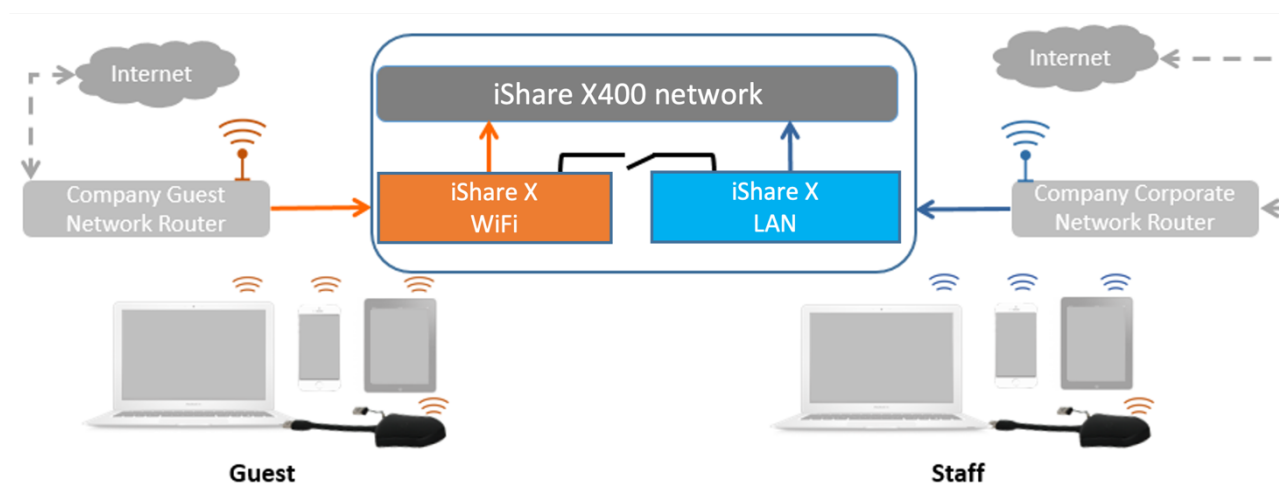 Internet
Internet
iShare X400 network
Company Guest
Network Router
iShare X
WiFi
iShare X
LAN
Company Corporate
Network Router
Guest
Staff